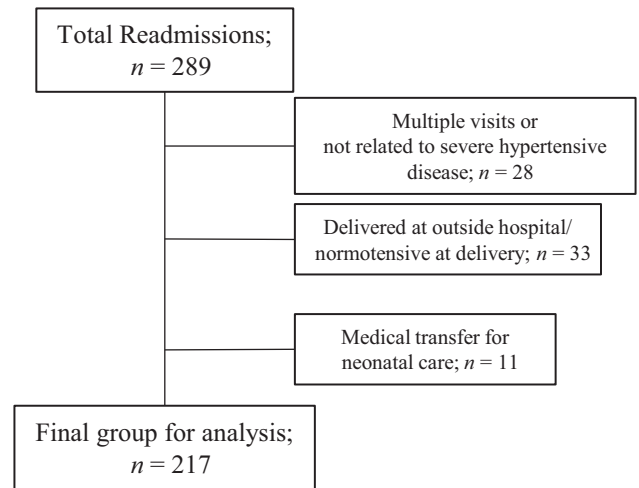 Total Readmissions;
n = 289
Multiple visits or
not related to severe hypertensive
disease; n = 28
Delivered at outside hospital/
normotensive at delivery; n = 33
Medical transfer for
neonatal care; n = 11
Final group for analysis;
n = 217